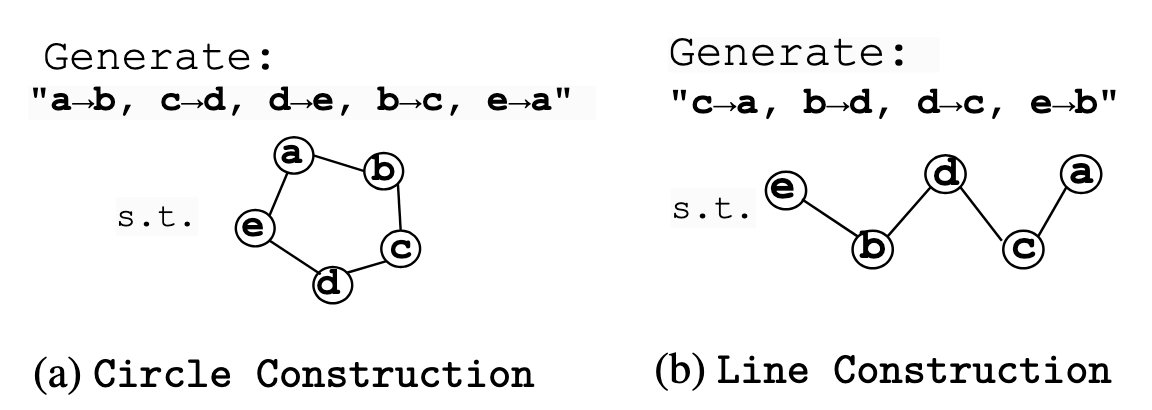 Generate:
"a→b, c→d, d→e, b→c, e→a"
s.t.
a
b
e
c
d
(a) Circle Construction
Generate:
"c→a, b→d, d→c, e→b"
s.t.
e
d
a
b
c
(b) Line Construction